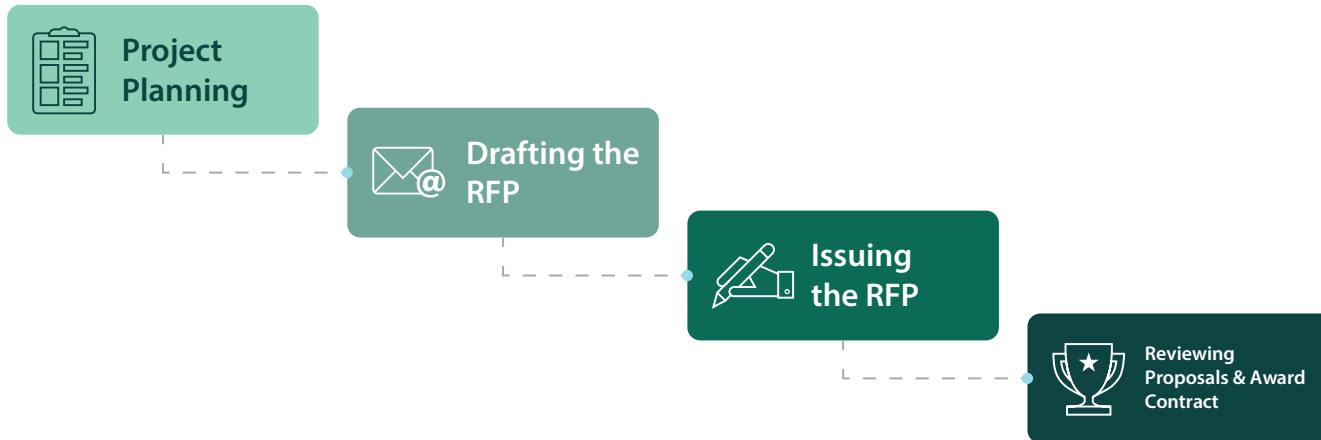 Project
Planning
Drafting the
RFP
@
Issuing
the RFP
Reviewing
Proposals & Award
Contract